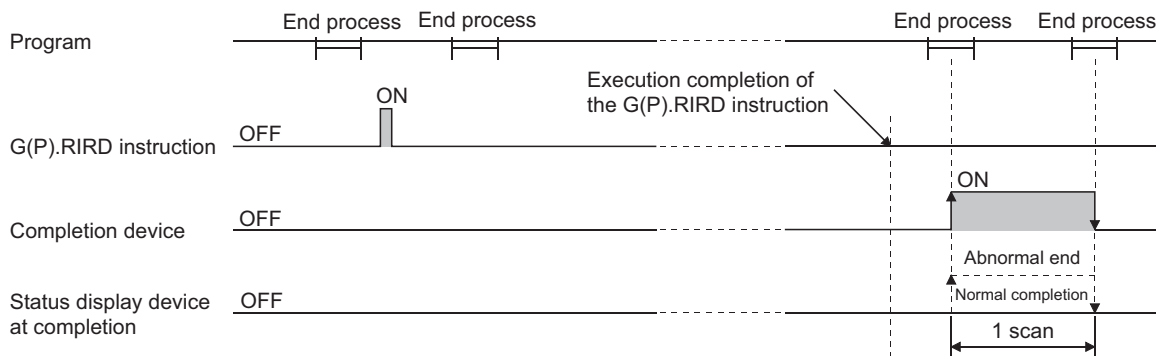 End process
End process
End process
End process
Program
Execution completion of
the G(P).RIRD instruction
ON
OFF
G(P).RIRD instruction
ON
OFF
Completion device
Abnormal end
Status display device
at completion
OFF
Normal completion
1 scan